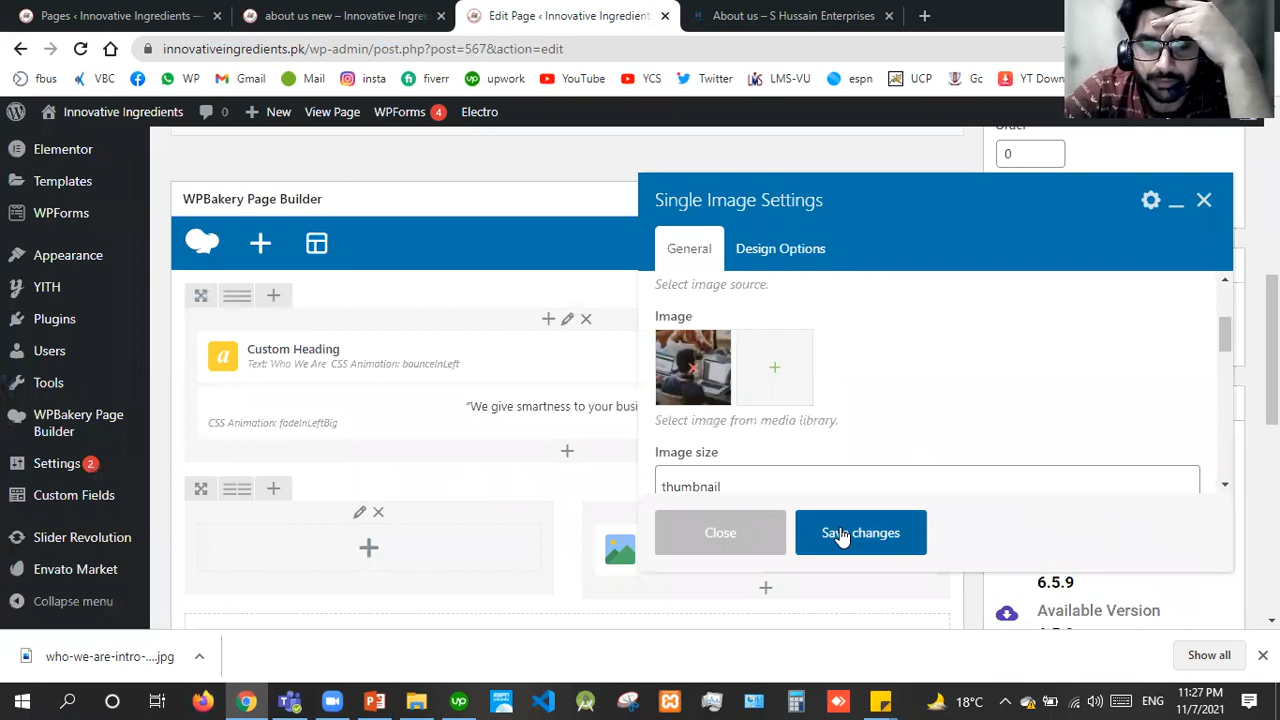 Pages ‹ Innovative Ingredients —
about us new – Innovative Ingre
Edit Page ‹ Innovative Ingredient
About us – S Hussain Enterprises
innovativeingredients.pk/wp-admin/post.php?post=567&action=edit
fbus
VBC
WP
Gmail
Mail
insta
fiverr
upwork
YouTube
YCS
Twitter
LMS-VU
espn
UCP
Gc
YT Down
Innovative Ingredients
New
View Page
WPForms 4
Electro
Elementor
Templates
WPForms
Appearance
YITH
Plugins
Users
Tools
WPBakery Page
Builder
Settings 2
Custom Fields
Slider Revolution
Envato Market
Collapse menu
Order
0
WPBakery Page Builder
Custom Heading
Text: Who We Are CSS Animation: bounceInLeft
“We give smartness to your busi
CSS Animation: fadeInLeftBig
Single Image Settings
General
Design Options
Select image source.
Image
Select image from media library.
Image size
thumbnail
Close
Save changes
6.5.9
Available Version
who-we-are-intro-....jpg
Show all
18°C
ENG
11:27 PM
11/7/2021